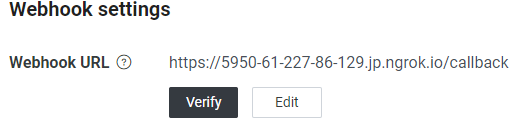 Webhook settings
Webhook URL ? https://5950-61-227-86-129.jp.ngrok.io/callback
Verify Edit